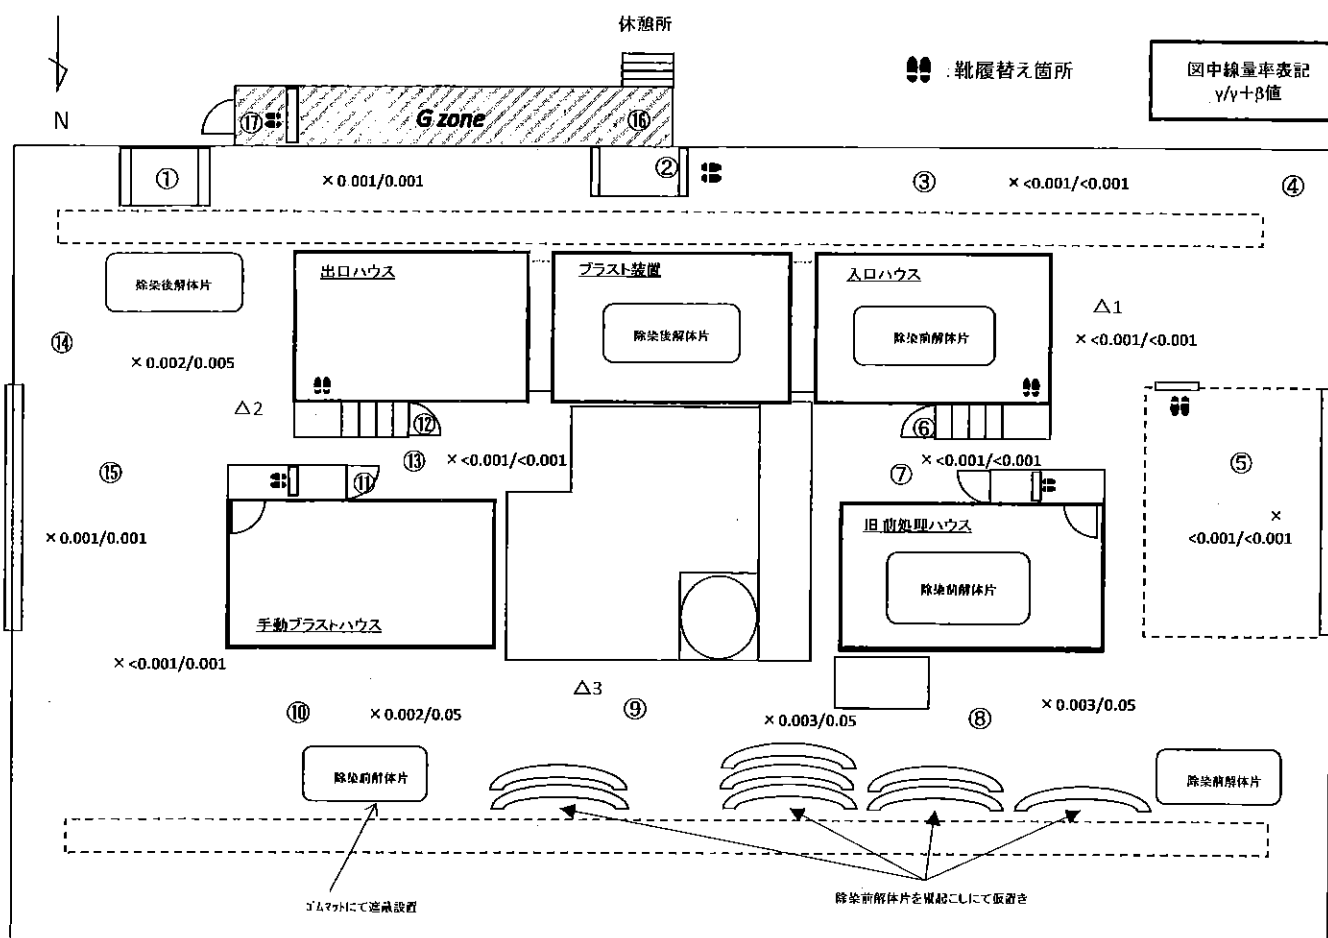 休憩所
:靴履替え箇所
図中線量率表記
γ/γ+β値
N
⑰
G zone
⑯
①
×0.001/0.001
②
③
×<0.001/<0.001
④
除染後解体片
出口ハウス
ブラスト装置
除染後解体片
入口ハウス
除染前解体片
△1
×<0.001/<0.001
⑭
×0.002/0.005
△2
⑫
⑥
⑮
⑬
×<0.001/<0.001
×<0.001/<0.001
⑤
⑪
⑦
×
<0.001/<0.001
×0.001/0.001
旧前処理ハウス
除染前解体片
手動ブラストハウス
×<0.001/0.001
△3
⑩
×0.002/0.05
⑨
×0.003/0.05
⑧
×0.003/0.05
除染前解体片
除染前解体片
ゴムマットにて遮蔽設置
除染前解体片を縦起こしにて仮置き